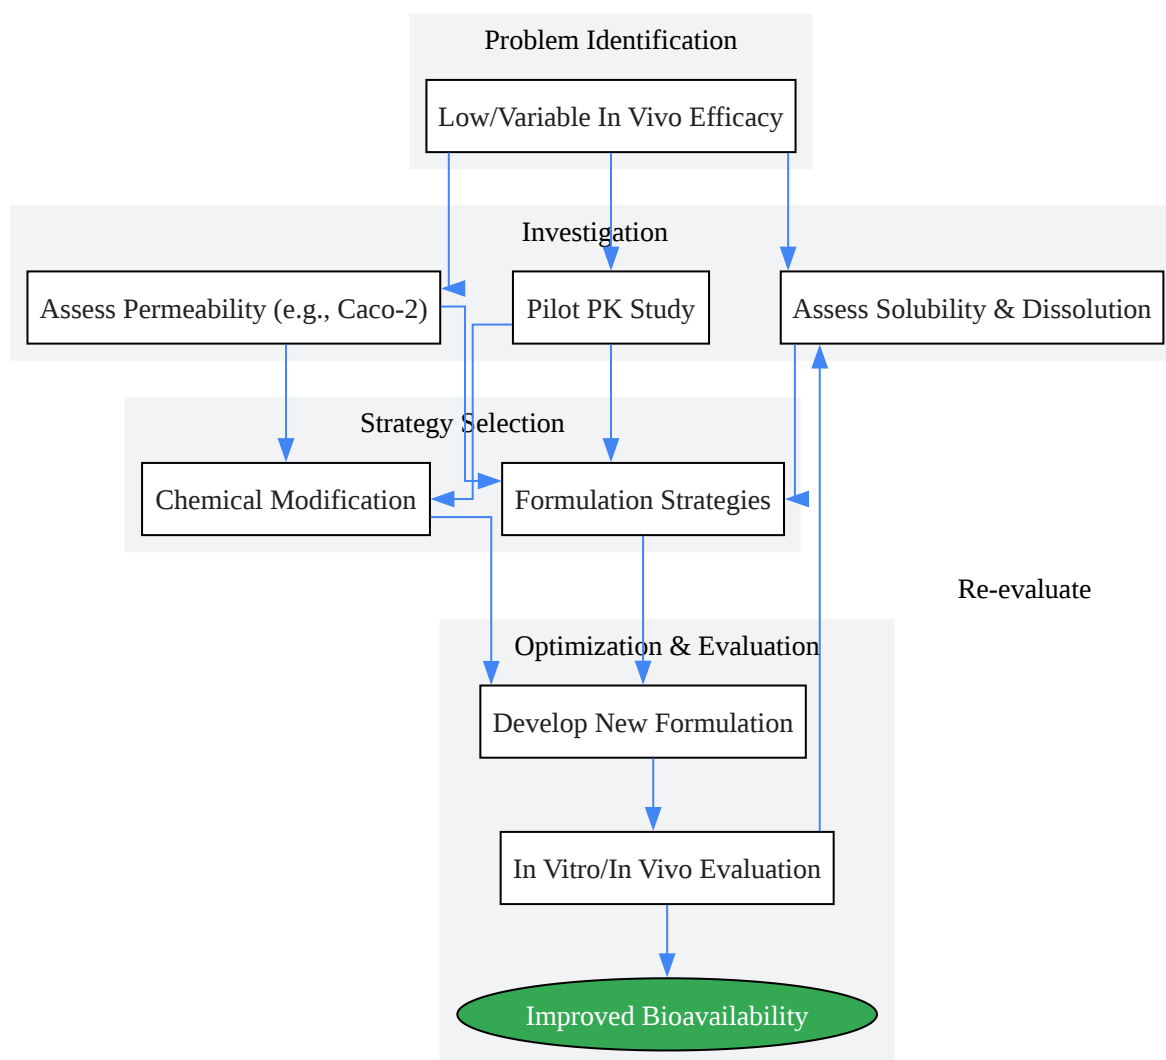 Problem Identification
Low/Variable In Vivo Efficacy
Investigation
Assess Permeability (e.g., Caco-2)
Pilot PK Study
Assess Solubility & Dissolution
Strategy Selection
Chemical Modification
Formulation Strategies
Re-evaluate
Optimization & Evaluation
Develop New Formulation
In Vitro/In Vivo Evaluation
Improved Bioavailability